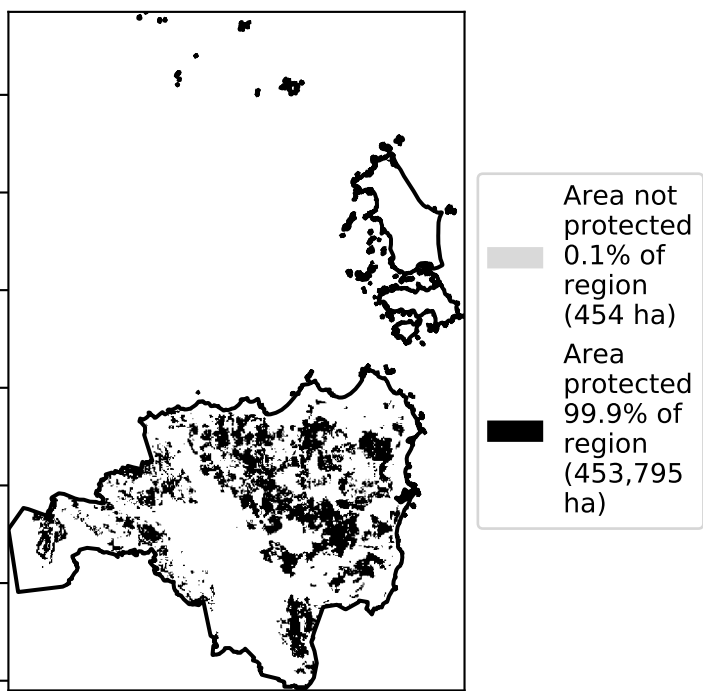 Area not
protected
0.1% of
region
(454 ha)
Area
protected
99.9% of
region
(453,795
ha)